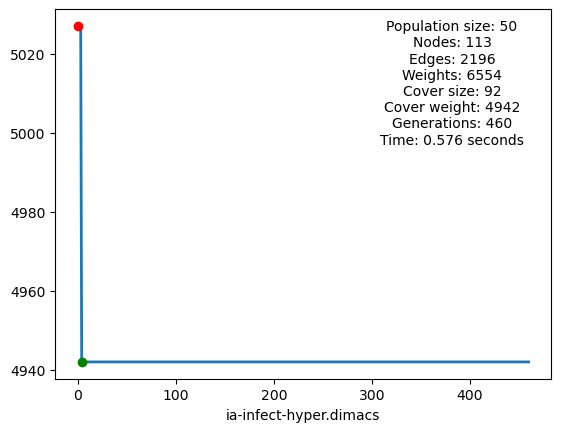 Population size: 50
Nodes: 113
Edges: 2196
Weights: 6554
Cover size: 92
Cover weight: 4942
Generations: 460
Time: 0.576 seconds
5020
5000
4980
4960
4940
0 100 200 300 400
ia-infect-hyper.dimacs